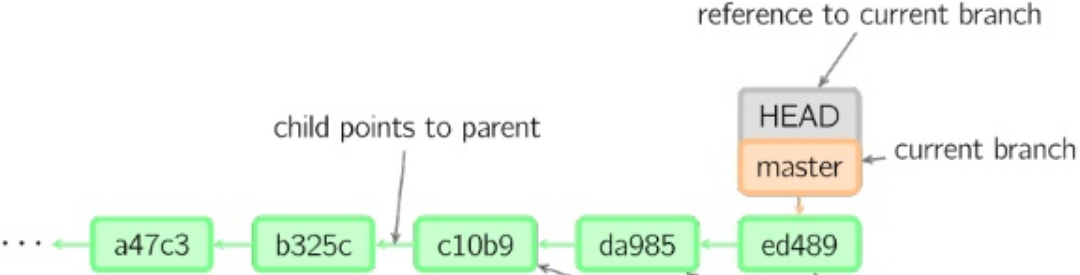 reference to current branch
HEAD
child points to parent
master
current branch
··· a47c3 b325c c10b9 da985 ed489